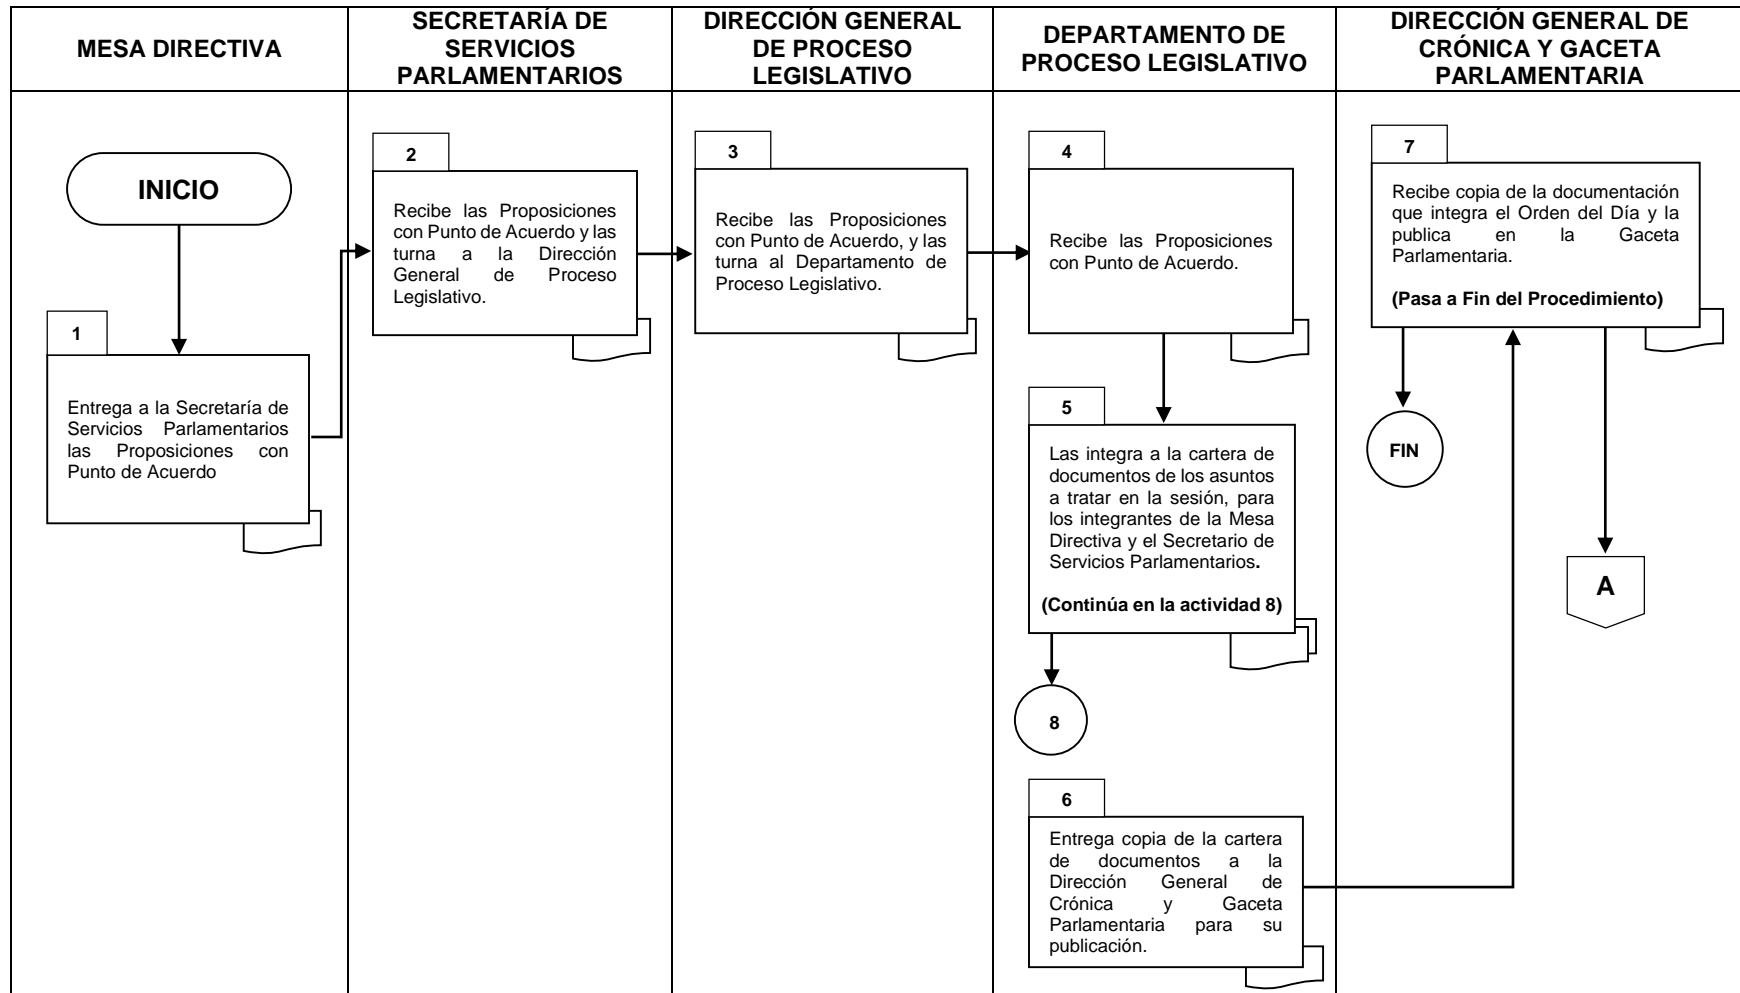 MESA DIRECTIVA
SECRETARÍA DE
SERVICIOS
PARLAMENTARIOS
DIRECCIÓN GENERAL
DE PROCESO
LEGISLATIVO
DEPARTAMENTO DE
PROCESO LEGISLATIVO
DIRECCIÓN GENERAL DE
CRÓNICA Y GACETA
PARLAMENTARIA
INICIO
1
Entrega a la Secretaría de
Servicios Parlamentarios
las Proposiciones con
Punto de Acuerdo
2
Recibe las Proposiciones
con Punto de Acuerdo y las
turna a la Dirección
General de Proceso
Legislativo.
3
Recibe las Proposiciones
con Punto de Acuerdo, y las
turna al Departamento de
Proceso Legislativo.
4
Recibe las Proposiciones
con Punto de Acuerdo.
5
Las integra a la cartera de
documentos de los asuntos
a tratar en la sesión, para
los integrantes de la Mesa
Directiva y el Secretario de
Servicios Parlamentarios.
(Continúa en la actividad 8)
8
6
Entrega copia de la cartera
de documentos a la
Dirección General de
Crónica y Gaceta
Parlamentaria para su
publicación.
7
Recibe copia de la documentación
que integra el Orden del Día y la
publica en la Gaceta
Parlamentaria.
(Pasa a Fin del Procedimiento)
FIN
A